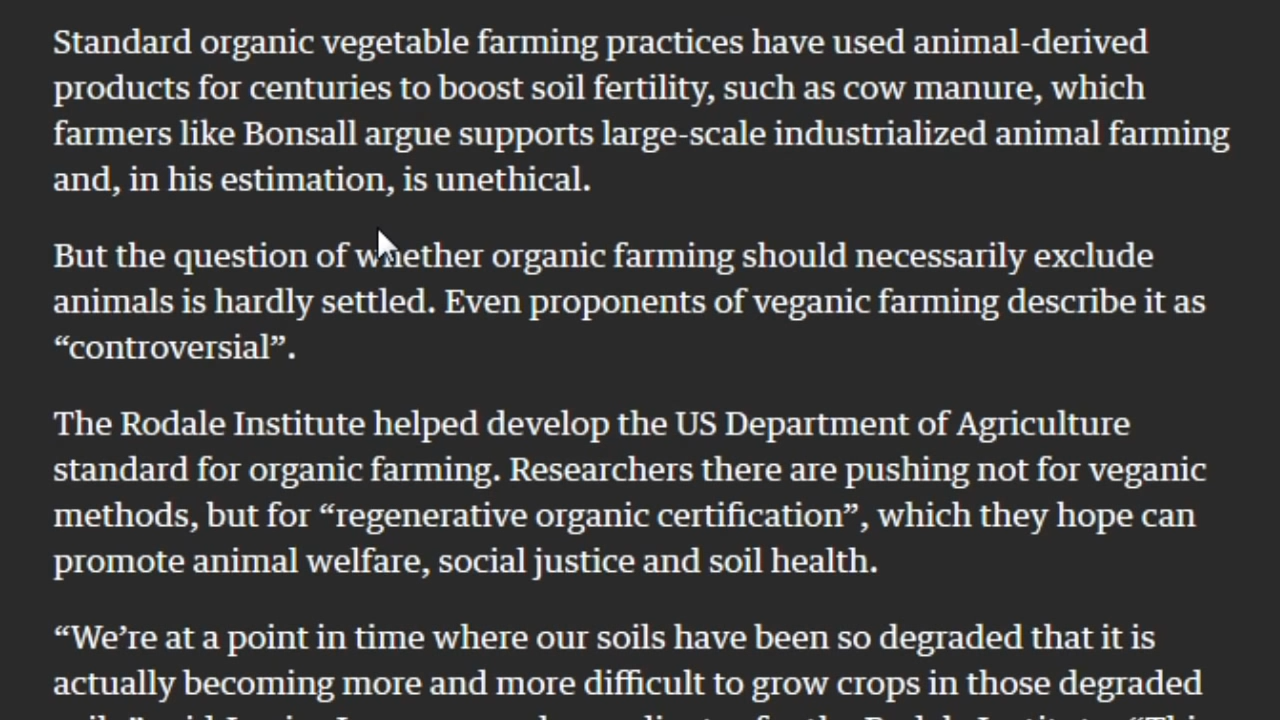 Standard organic vegetable farming practices have used animal-derived
products for centuries to boost soil fertility, such as cow manure, which
farmers like Bonsall argue supports large-scale industrialized animal farming
and, in his estimation, is unethical.
But the question of whether organic farming should necessarily exclude
animals is hardly settled. Even proponents of veganic farming describe it as
“controversial”.
The Rodale Institute helped develop the US Department of Agriculture
standard for organic farming. Researchers there are pushing not for veganic
methods, but for “regenerative organic certification”, which they hope can
promote animal welfare, social justice and soil health.
“We’re at a point in time where our soils have been so degraded that it is
actually becoming more and more difficult to grow crops in those degraded